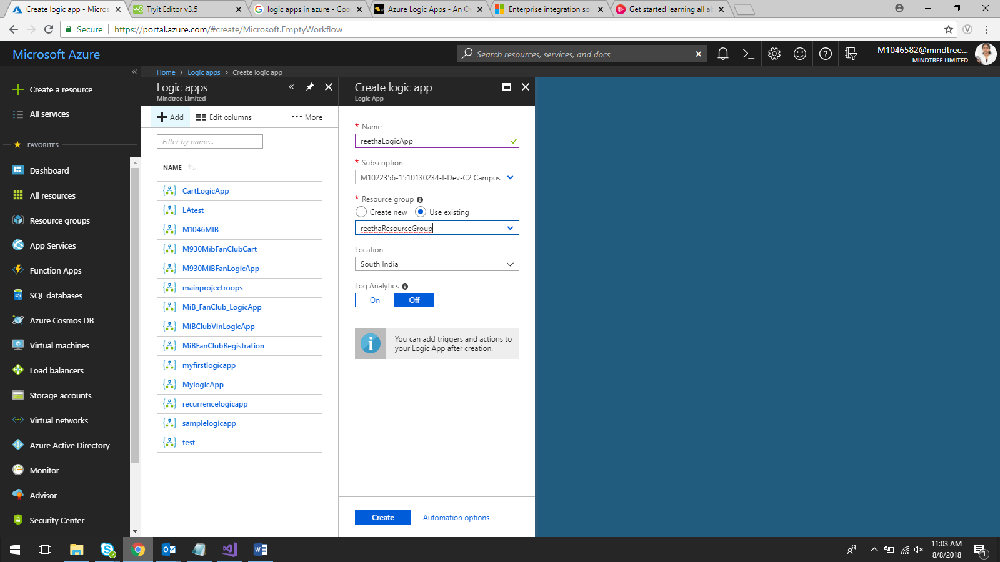 Create logic app - Micros
Tryit Editor v3.5
logic apps in azure - Goo
Azure Logic Apps - An Ov
Enterprise integration sol
Get started learning all ab
Secure
https://portal.azure.com/#create/Microsoft.EmptyWorkflow
Microsoft Azure
Search resources, services, and docs
M1046582@mindtree...
MINDTREE LIMITED
Home > Logic apps > Create logic app
Create a resource
All services
FAVORITES
Dashboard
All resources
Resource groups
App Services
Function Apps
SQL databases
Azure Cosmos DB
Virtual machines
Load balancers
Storage accounts
Virtual networks
Azure Active Directory
Monitor
Advisor
Security Center
Logic apps
Mindtree Limited
Add
Edit columns
More
Filter by name...
NAME
CartLogicApp
LAtest
M1046MIB
M930MibFanClubCart
M930MiBFanLogicApp
mainprojectroops
MiB_FanClub_LogicApp
MiBClubVinLogicApp
MiBFanClubRegistration
myfirstlogicapp
MylogicApp
recurrencelogicapp
samplelogicapp
test
Create logic app
Logic App
* Name
reethaLogicApp
* Subscription
M1022356-1510130234-I-Dev-C2 Campus
* Resource group
Create new
Use existing
reethaResourceGroup
Location
South India
Log Analytics
On
Off
You can add triggers and actions to
your Logic App after creation.
Create
Automation options
11:03 AM
8/8/2018
1